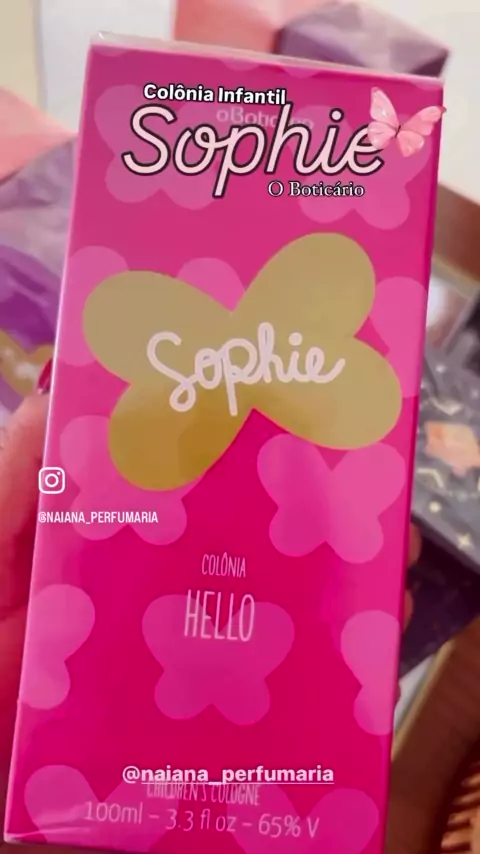 Colônia Infantil
oBoticário
Sophie
O Boticário
Sophie
@NAIANA_PERFUMARIA
COLÔNIA
HELLO
@naiana_perfumaria
CHILDREN'S COLOGNE
100ml - 3.3 fl oz - 65% V